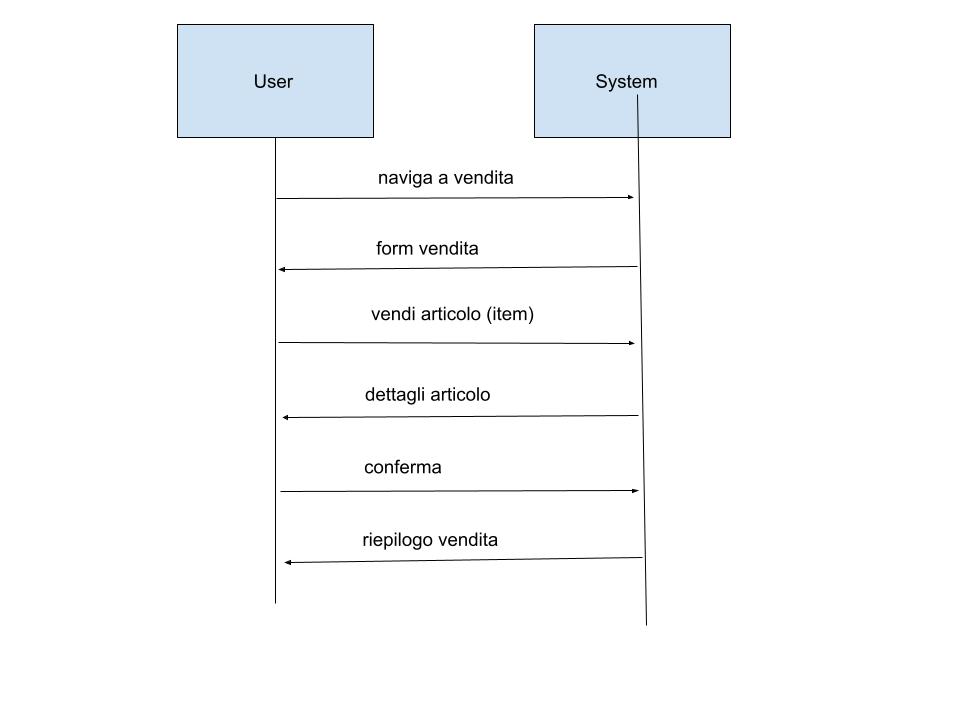 User
System
naviga a vendita
form vendita
vendi articolo (item)
dettagli articolo
conferma
riepilogo vendita